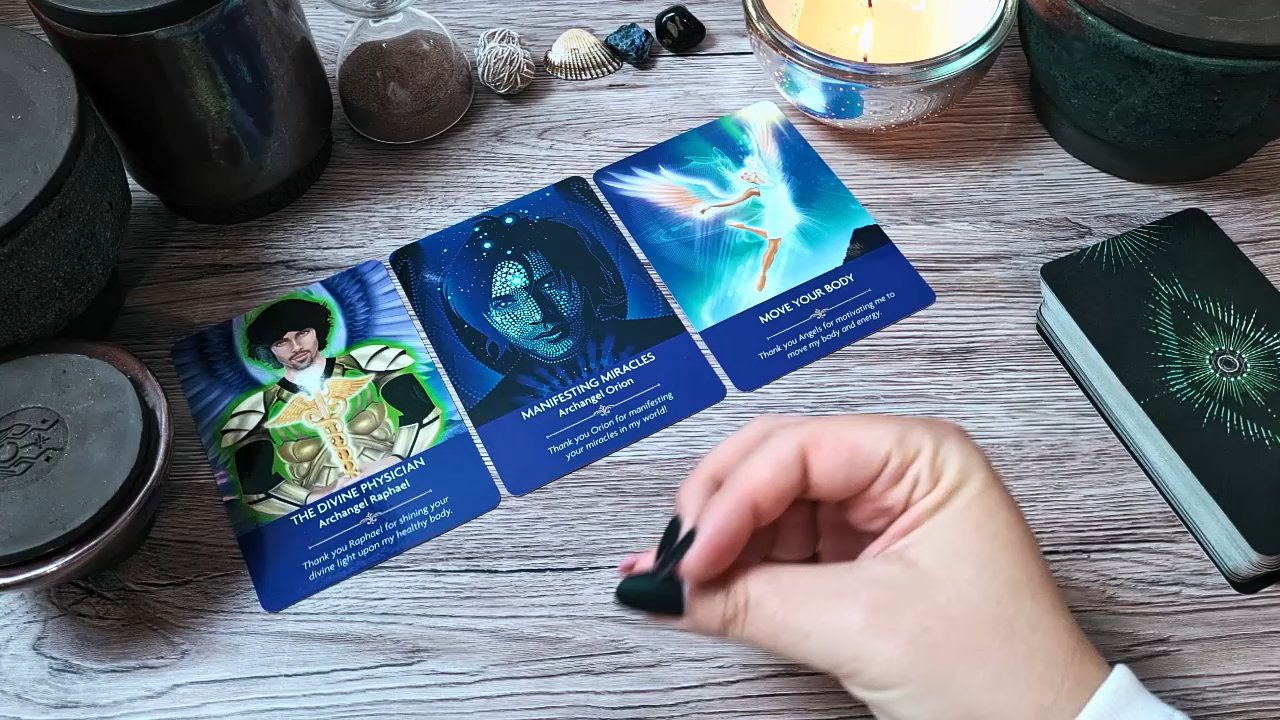 THE DIVINE PHYSICIAN
Archangel Raphael
Thank you Raphael for shining your
divine light upon my healthy body.
MANIFESTING MIRACLES
Archangel Orion
Thank you Orion for manifesting
your miracles in my world!
MOVE YOUR BODY
Thank you Angels for motivating me to
move my body and energy.